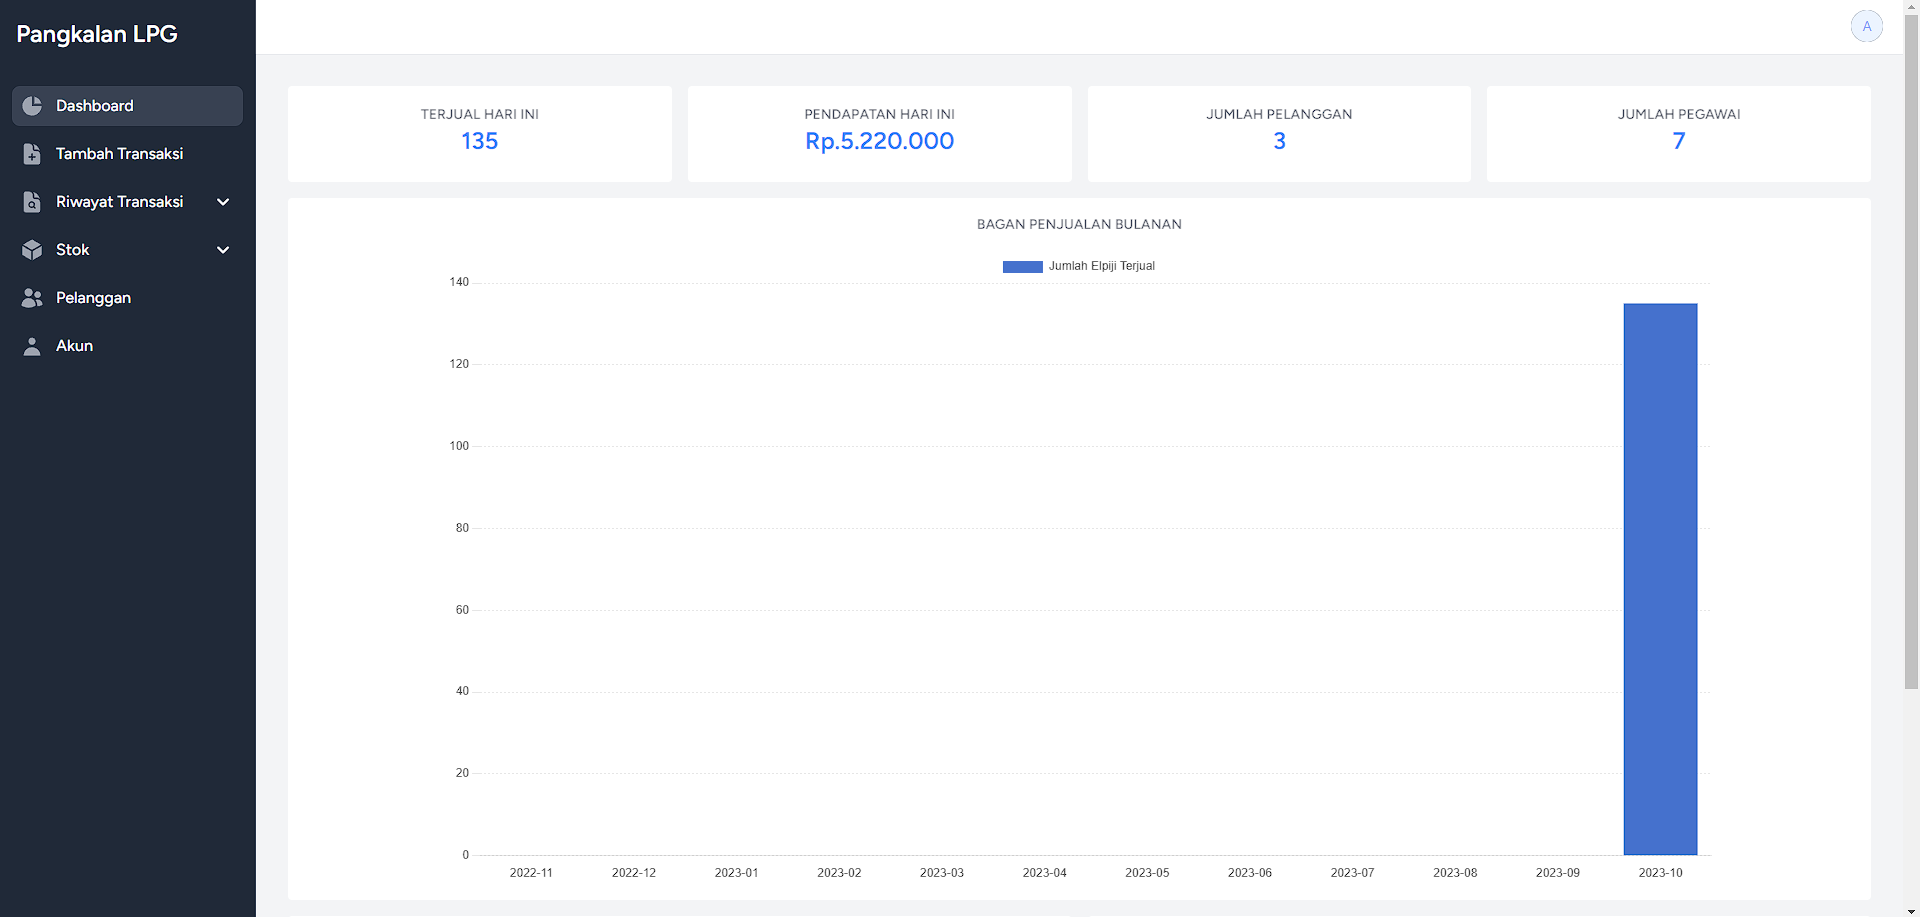 Pangkalan LPG
A
Dashboard
Tambah Transaksi
Riwayat Transaksi
Stok
Pelanggan
Akun
TERJUAL HARI INI
135
PENDAPATAN HARI INI
Rp.5.220.000
JUMLAH PELANGGAN
3
JUMLAH PEGAWAI
7
BAGAN PENJUALAN BULANAN
Jumlah Elpiji Terjual
140
120
100
80
60
40
20
0
2022-11 2022-12 2023-01 2023-02 2023-03 2023-04 2023-05 2023-06 2023-07 2023-08 2023-09 2023-10